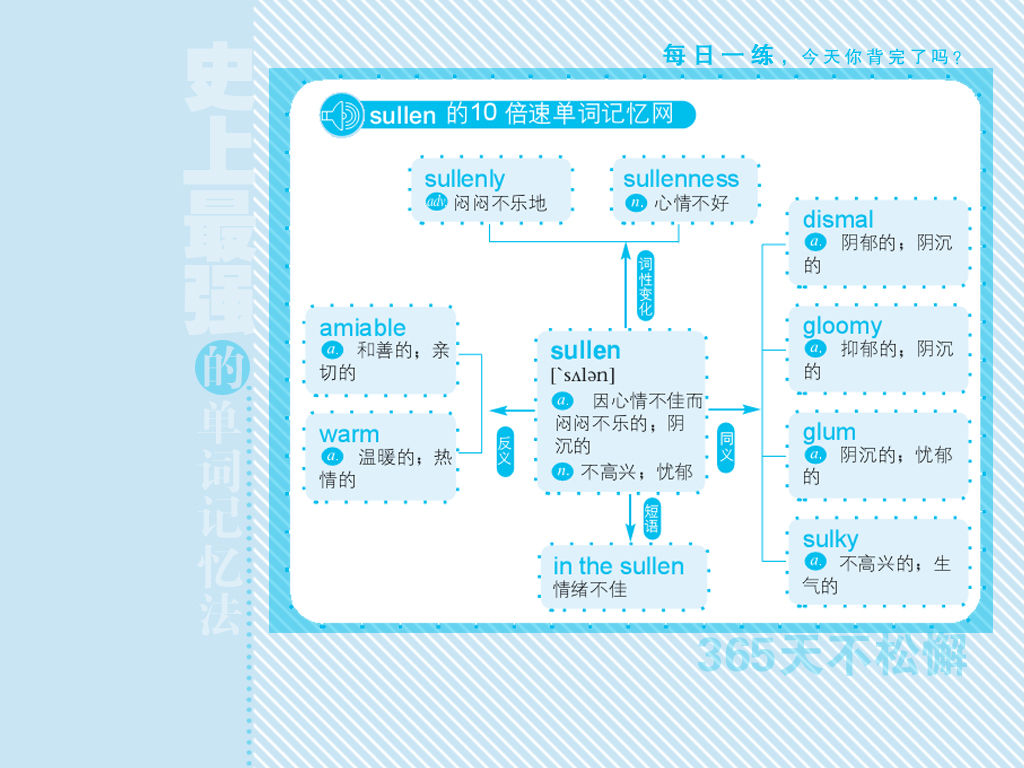 每日一练，今天你背完了吗?
史上最强的单词记忆法
sullen 的10 倍速单词记忆网
sullenly
adv. 闷闷不乐地
sullenness
n. 心情不好
词性变化
dismal
a. 阴郁的；阴沉
的
gloomy
a. 抑郁的；阴沉
的
glum
a. 阴沉的；忧郁
的
sulky
a. 不高兴的；生
气的
同义
amiable
a. 和善的；亲
切的
warm
a. 温暖的；热
情的
反义
sullen
[`sʌlən]
a. 因心情不佳而
闷闷不乐的；阴
沉的
n. 不高兴；忧郁
短语
in the sullen
情绪不佳
365天不松懈